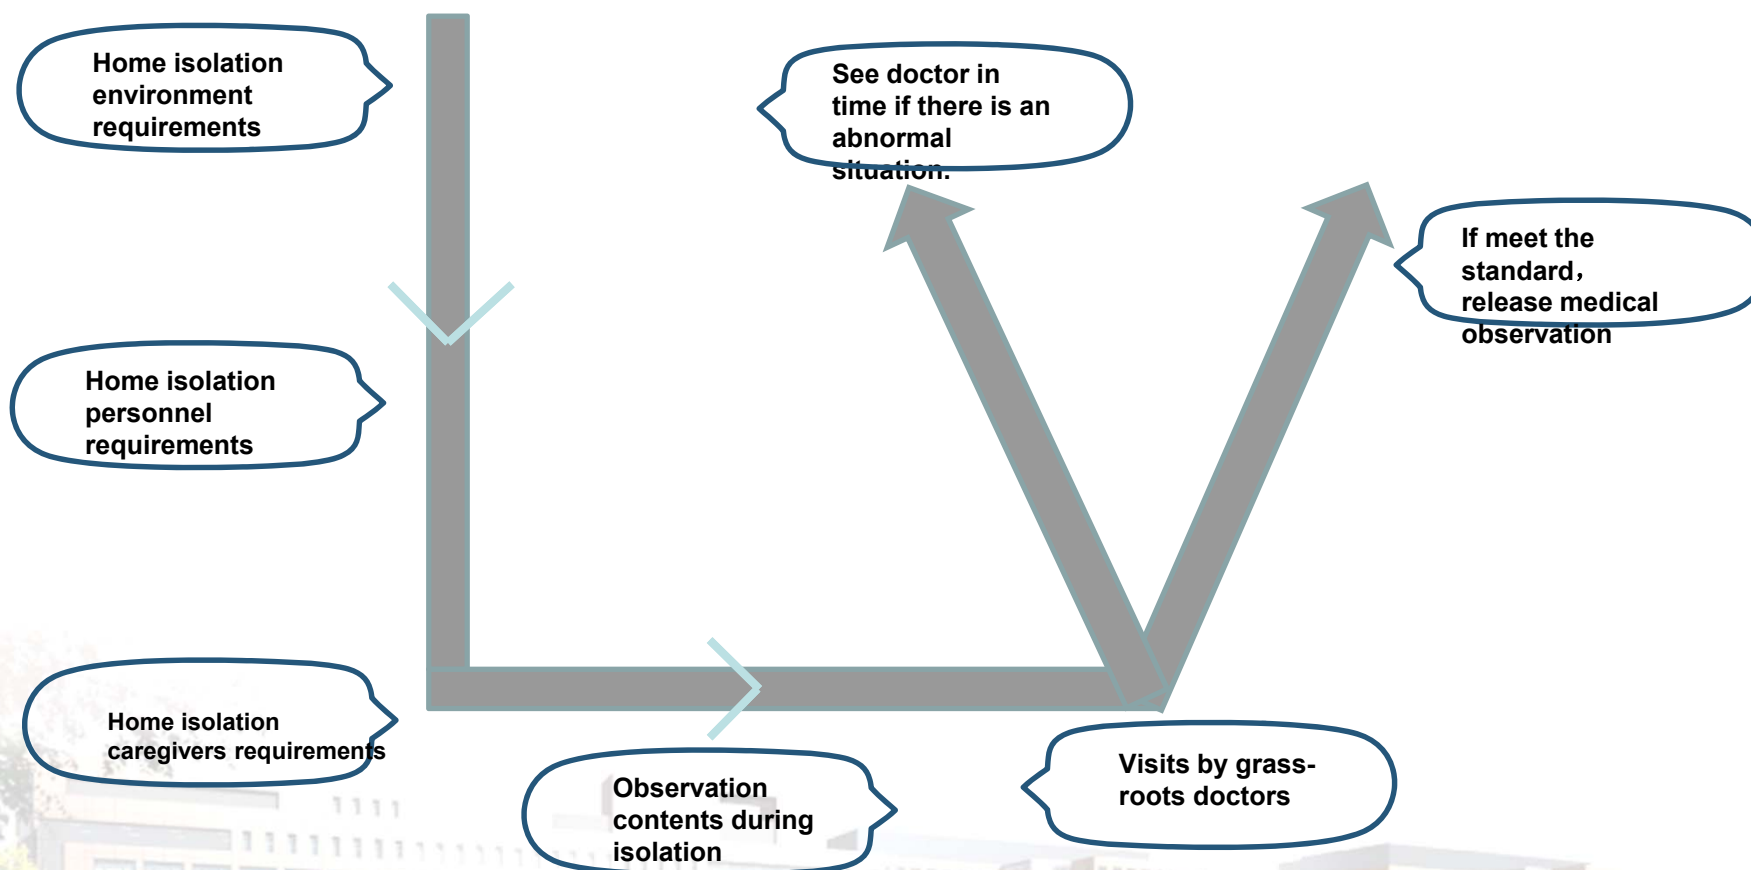 Home isolation
environment
requirements
See doctor in
time if there is an
abnormal
situation.
If meet the
standard，
release medical
observation
Home isolation
personnel
requirements
Home isolation
caregivers requirements
Observation
contents during
isolation
Visits by grass-
roots doctors